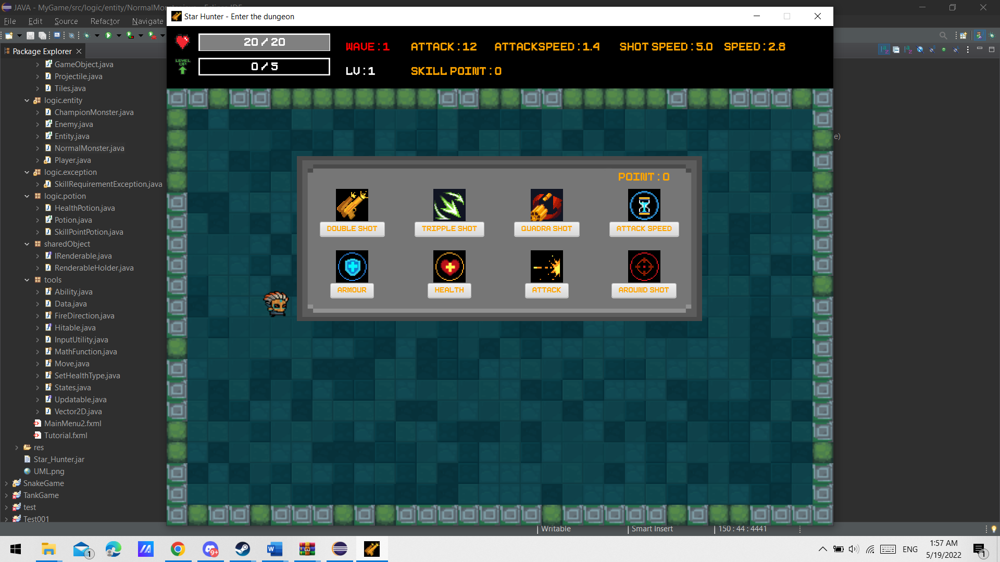 JAVA - MyGame/src/logic/entity/NormalMon
Star Hunter - Enter the dungeon
File Edit Source Refactor Navigate
Package Explorer
GameObject.java
Projectile.java
Tiles.java
logic.entity
ChampionMonster.java
Enemy.java
Entity.java
NormalMonster.java
Player.java
logic.exception
SkillRequirementException.java
logic.potion
HealthPotion.java
Potion.java
SkillPointPotion.java
sharedObject
IRenderable.java
RenderableHolder.java
tools
Ability.java
Data.java
FireDirection.java
Hitable.java
InputUtility.java
MathFunction.java
Move.java
SetHealthType.java
States.java
Updatable.java
Vector2D.java
MainMenu2.fxml
Tutorial.fxml
res
Star_Hunter.jar
UML.png
SnakeGame
TankGame
test
Test001
20 / 20
WAVE : 1 ATTACK : 12 ATTACKSPEED : 1.4 SHOT SPEED : 5.0 SPEED : 2.8
LEVEL UP
0 / 5
LV : 1 SKILL POINT : 0
e)
POINT : 0
DOUBLE SHOT TRIPPLE SHOT QUADRA SHOT ATTACK SPEED
ARMOUR HEALTH ATTACK AROUND SHOT
Writable Smart Insert 150 : 44 : 4441
1 9+ W ENG 1:57 AM
5/19/2022 1